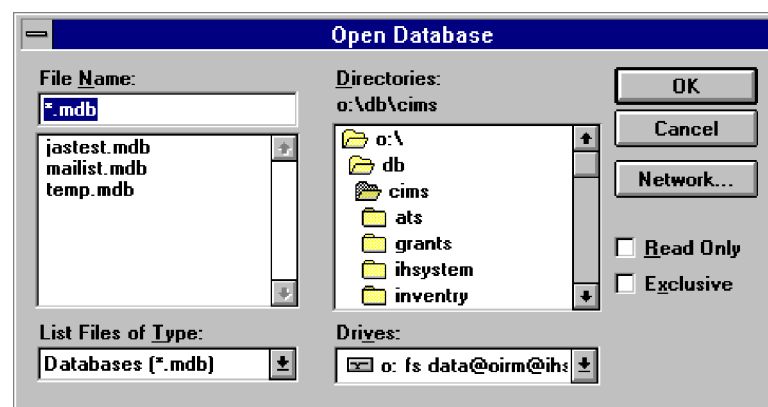 Open Database
File Name:
*.mdb
jastest.mdb
mailist.mdb
temp.mdb
List Files of Type:
Databases (*.mdb)
Directories:
o:\db\cims
o:\
db
cims
ats
grants
ihsystem
inventry
Drives:
o: fs data@oirm@ihs
OK
Cancel
Network...
Read Only
Exclusive